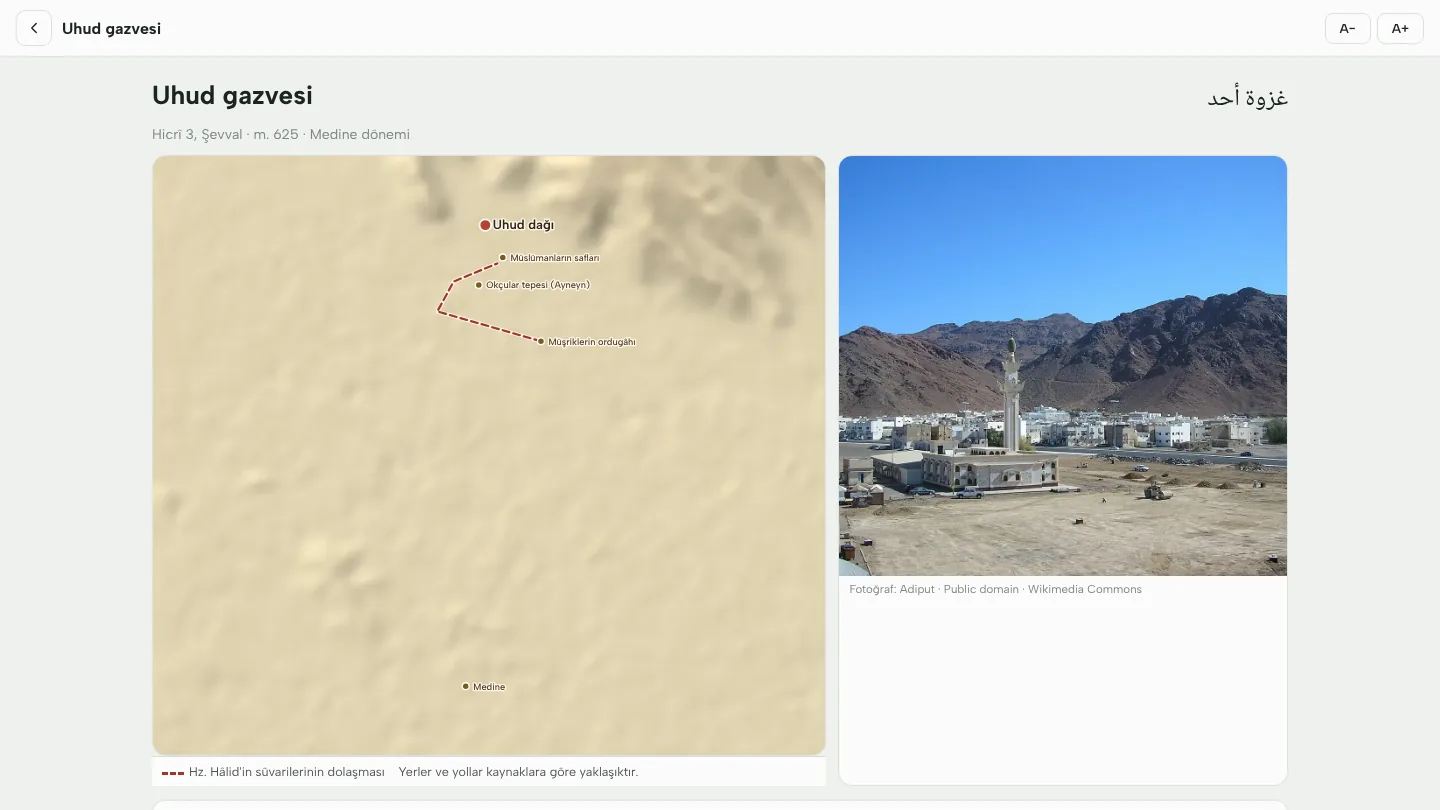 Uhud gazvesi
A-
A+
Uhud gazvesi
غزوة أحد
Hicrî 3, Şevval · m. 625 · Medine dönemi
Uhud dağı
Müslümanların safları
Okçular tepesi (Ayneyn)
Müşriklerin ordugâhı
Medine
Hz. Hâlid'in süvarilerinin dolaşması
Yerler ve yollar kaynaklara göre yaklaşıktır.
Fotoğraf: Adiput · Public domain · Wikimedia Commons